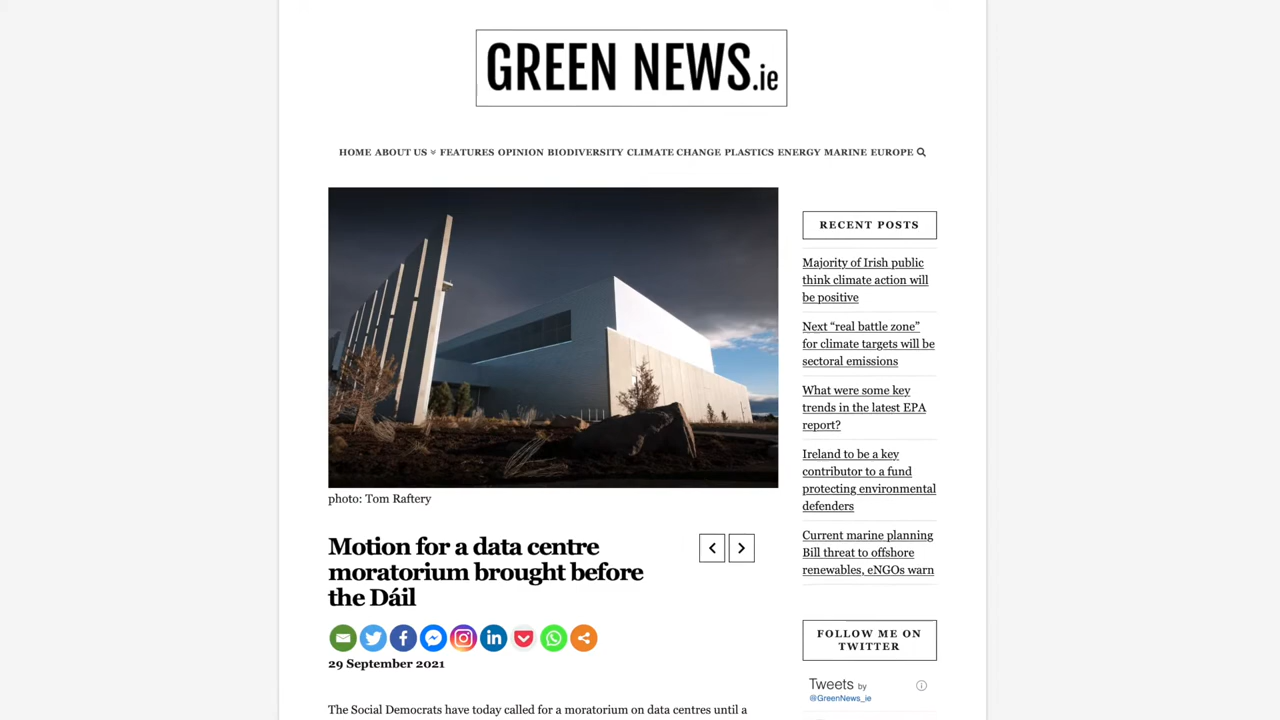 GREEN NEWS.ie
HOME ABOUT US FEATURES OPINION BIODIVERSITY CLIMATE CHANGE PLASTICS ENERGY MARINE EUROPE
photo: Tom Raftery
Motion for a data centre
moratorium brought before
the Dáil
29 September 2021
The Social Democrats have today called for a moratorium on data centres until a
RECENT POSTS
Majority of Irish public
think climate action will
be positive
Next “real battle zone”
for climate targets will be
sectoral emissions
What were some key
trends in the latest EPA
report?
Ireland to be a key
contributor to a fund
protecting environmental
defenders
Current marine planning
Bill threat to offshore
renewables, eNGOs warn
FOLLOW ME ON
TWITTER
Tweets by
@GreenNews_ie